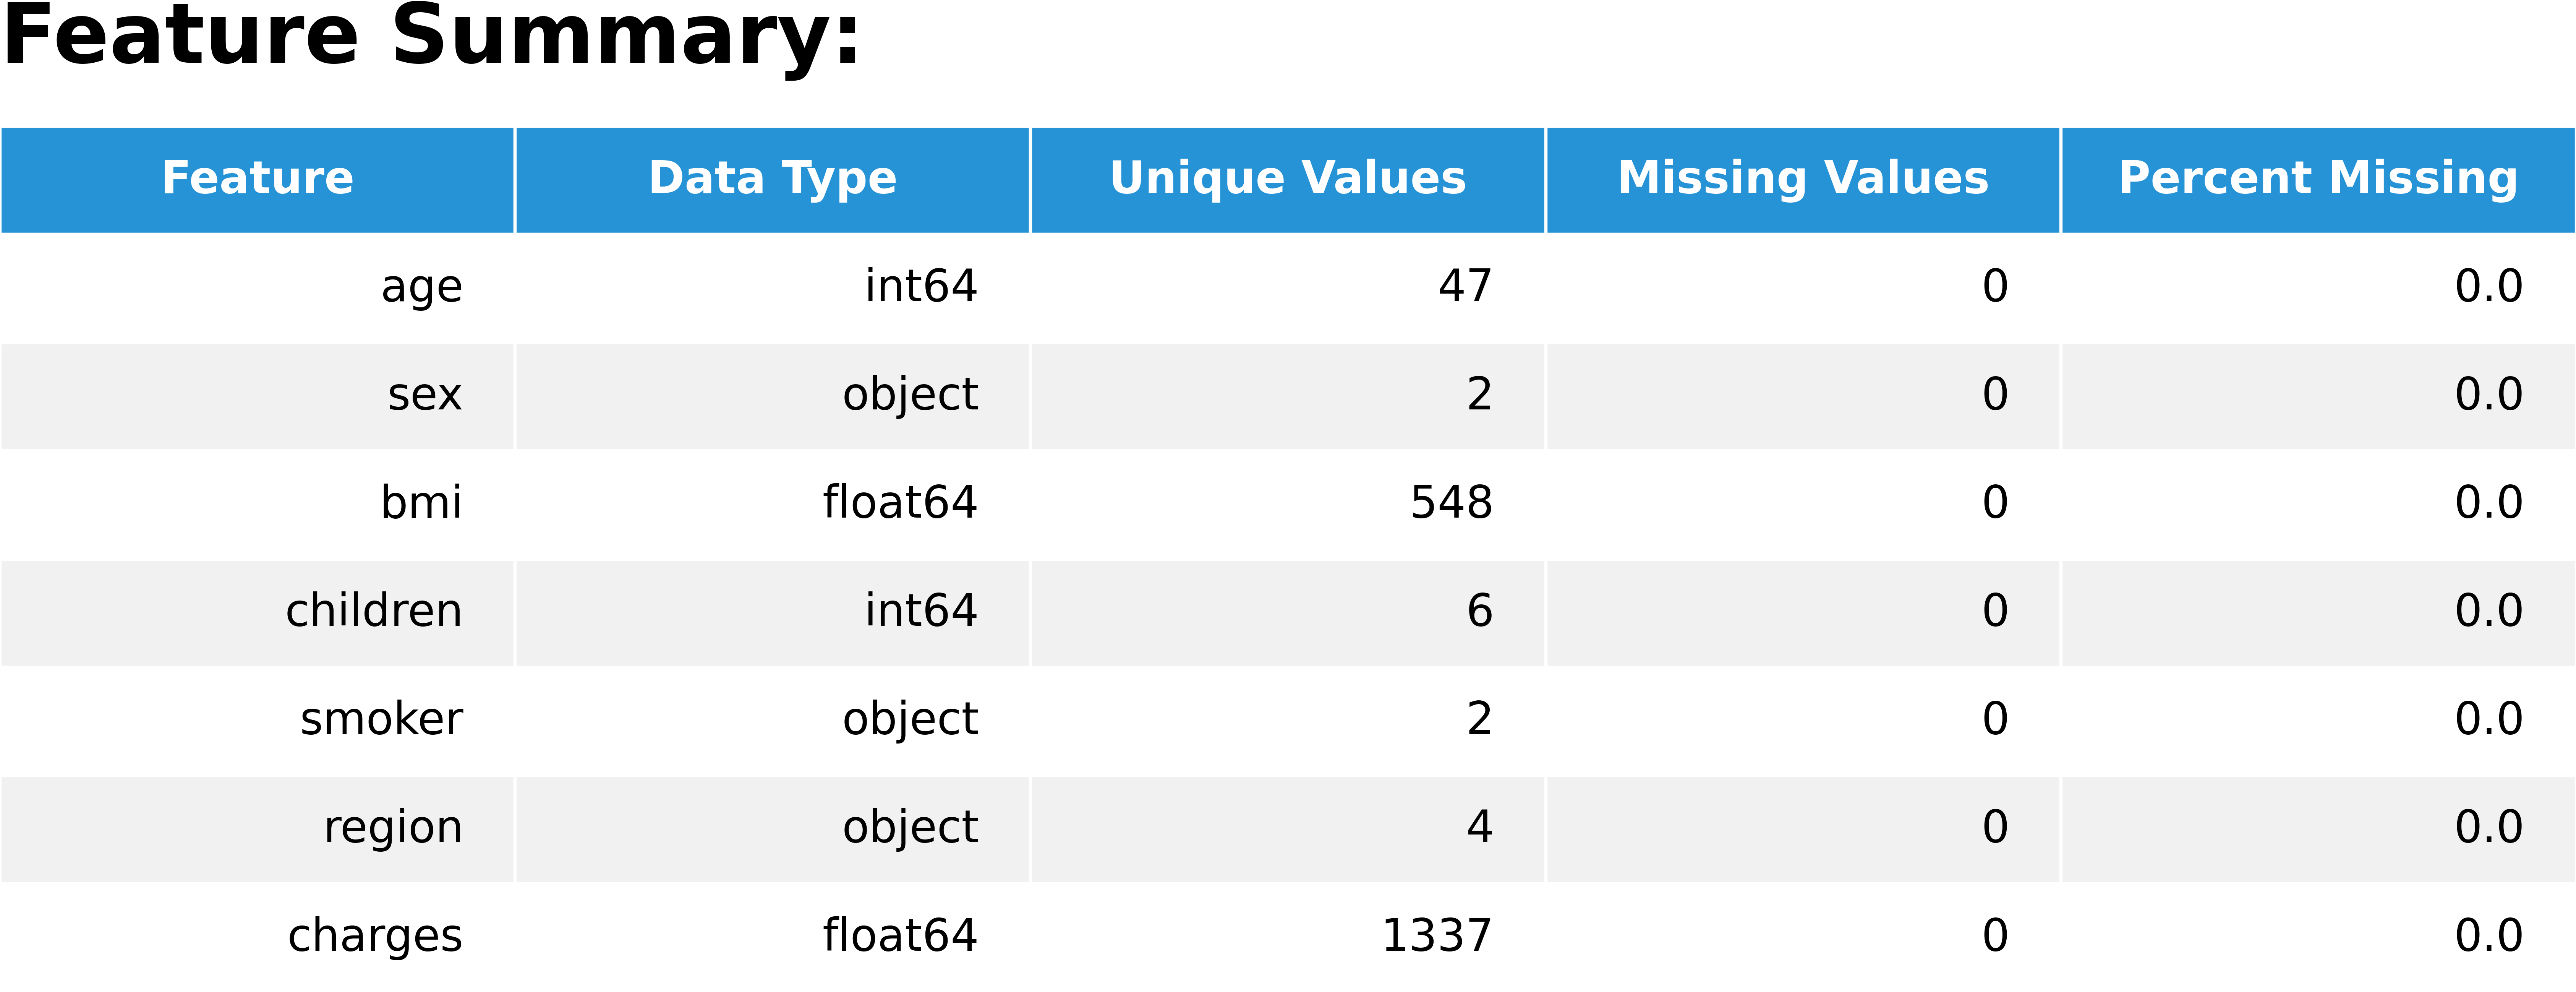 Feature Summary:
Feature Data Type Unique Values Missing Values Percent Missing
age int64 47 0 0.0
sex object 2 0 0.0
bmi float64 548 0 0.0
children int64 6 0 0.0
smoker object 2 0 0.0
region object 4 0 0.0
charges float64 1337 0 0.0